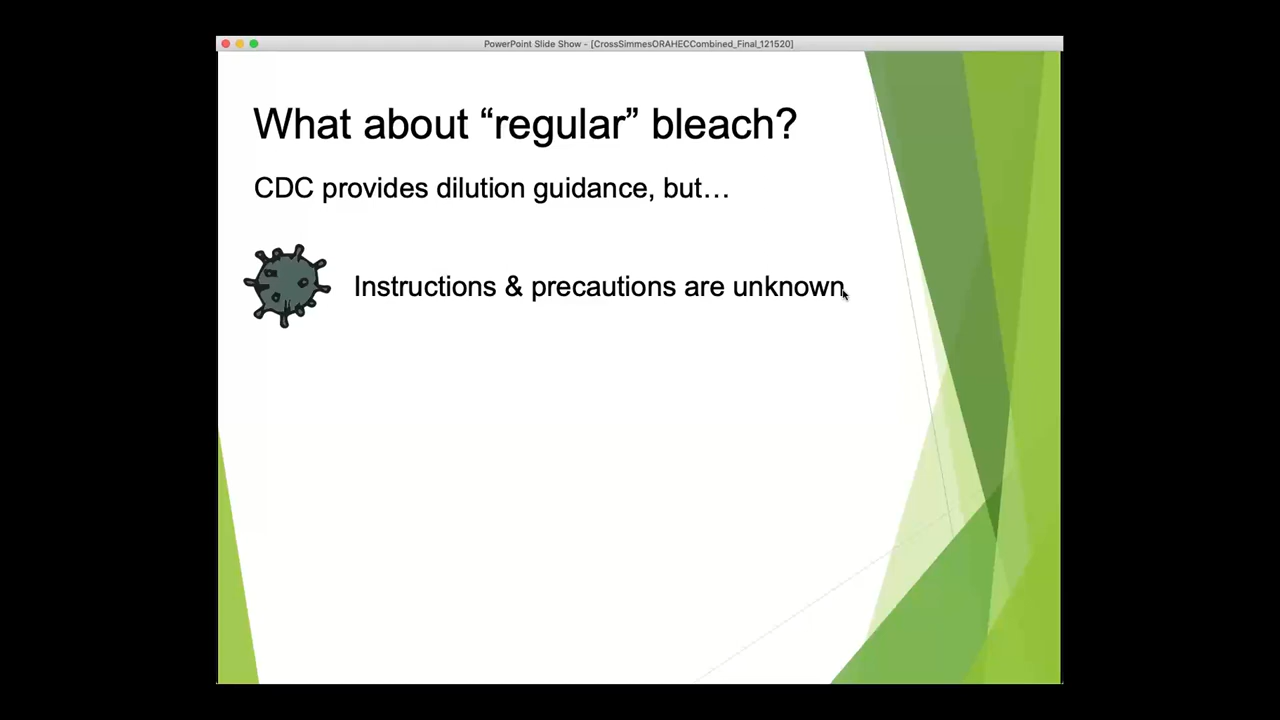 PowerPoint Slide Show - [CrossSimmesORAHECCombined_Final_121520]
What about “regular” bleach?
CDC provides dilution guidance, but…
Instructions & precautions are unknown